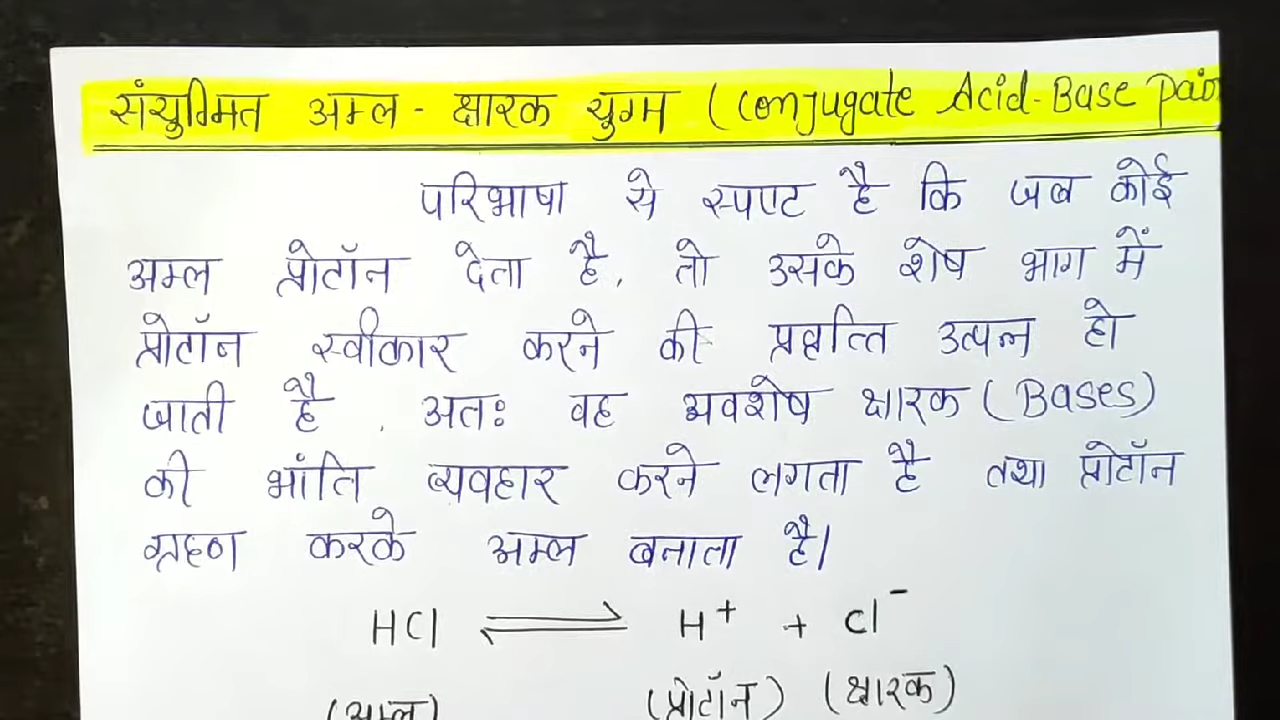 संयुग्मित अम्ल - क्षारक युग्म (Conjugate Acid-Base Pair
परिभाषा से स्पष्ट है कि जब कोई
अम्ल प्रोटॉन देता है, तो उसके शेष भाग में
प्रोटॉन स्वीकार करने की प्रवृत्ति उत्पन्न हो
जाती है . अतः वह अवशेष क्षारक (Bases)
की भांति व्यवहार करने लगता है तथा प्रोटॉन
ग्रहण करके अम्ल बनाता है।
HCl ⇌ H⁺ + Cl⁻
(अम्ल) (प्रोटॉन) (क्षारक)